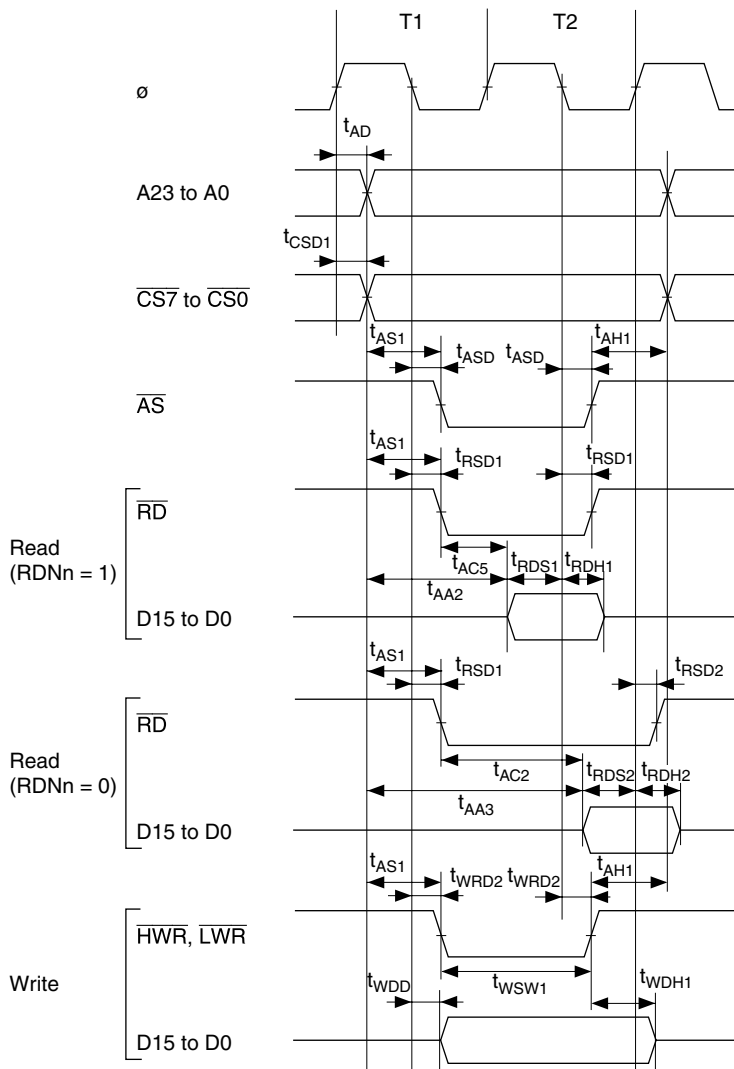 T1 T2
ø
tAD
A23 to A0
tCSD1
CS7 to CS0
tAS1 tASD tASD tAH1
AS
tAS1 tRSD1 tRSD1
RD
Read
(RDNn = 1)
tAC5 tRDS1 tRDH1
tAA2
D15 to D0
tAS1 tRSD1 tRSD2
RD
Read
(RDNn = 0)
tAC2 tRDS2 tRDH2
tAA3
D15 to D0
tAS1 tWRD2 tWRD2 tAH1
HWR, LWR
Write
tWDD tWSW1 tWDH1
D15 to D0